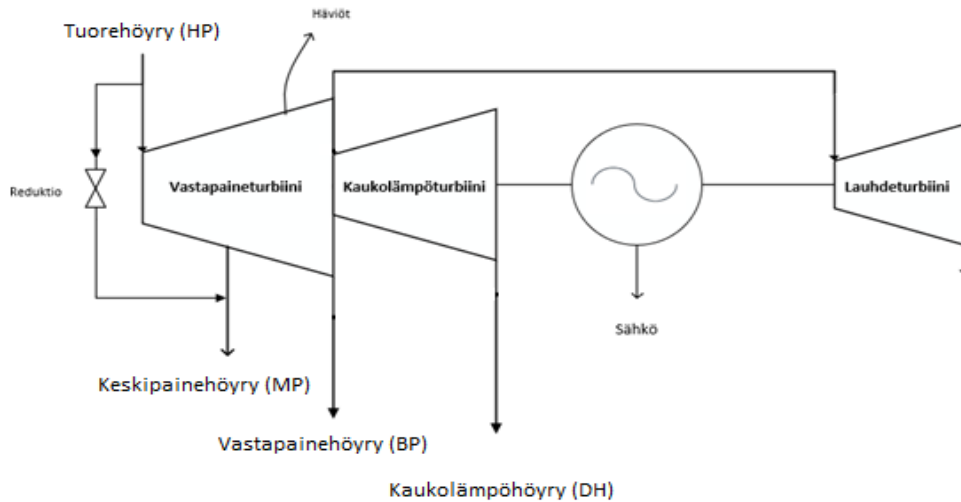 Häviöt
Tuorehöyry (HP)
Reduktio
Vastapaineturbiini
Kaukolämpöturbiini
Lauhdeturbiini
Sähkö
Keskipainehöyry (MP)
Vastapainehöyry (BP)
Kaukolämpöhöyry (DH)